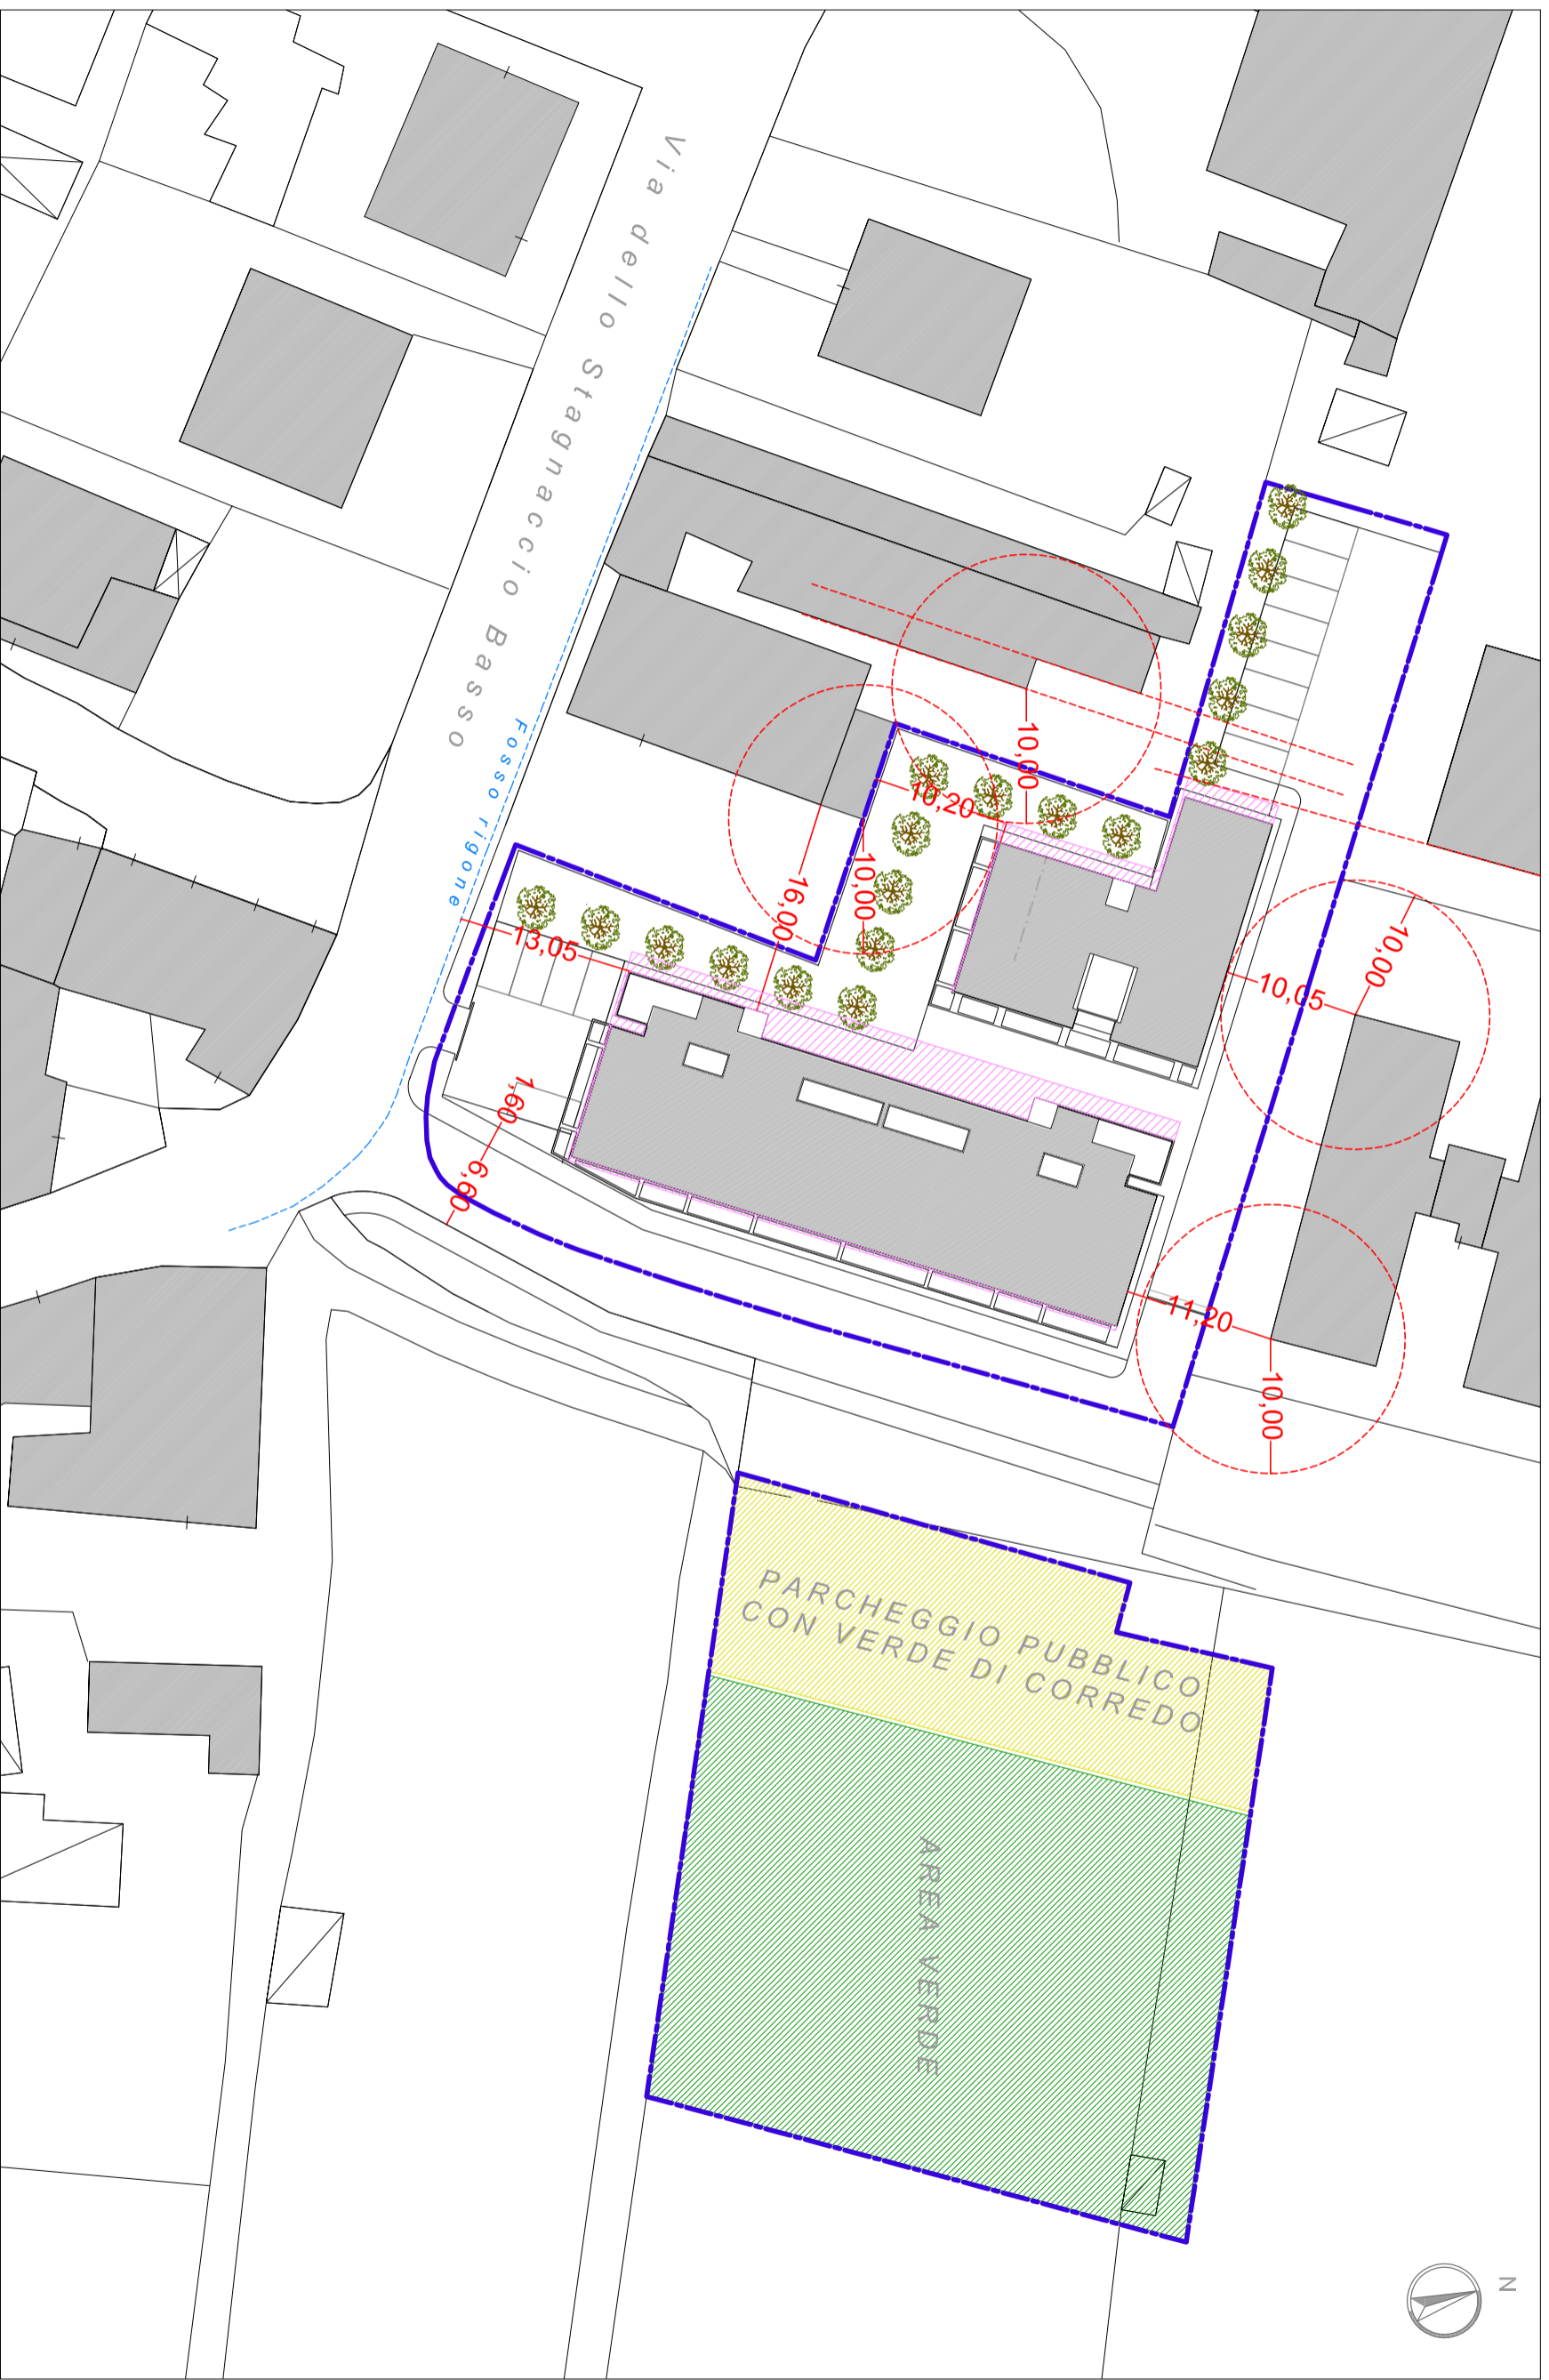 Via dello Stagnaccio Basso
Fosso rigone
10,00
10,20
10,00
16,00
13,05
10,00
10,05
1,60
6,60
11,20
10,00
PARCHEGGIO PUBBLICO
CON VERDE DI CORREDO
AREA VERDE
N